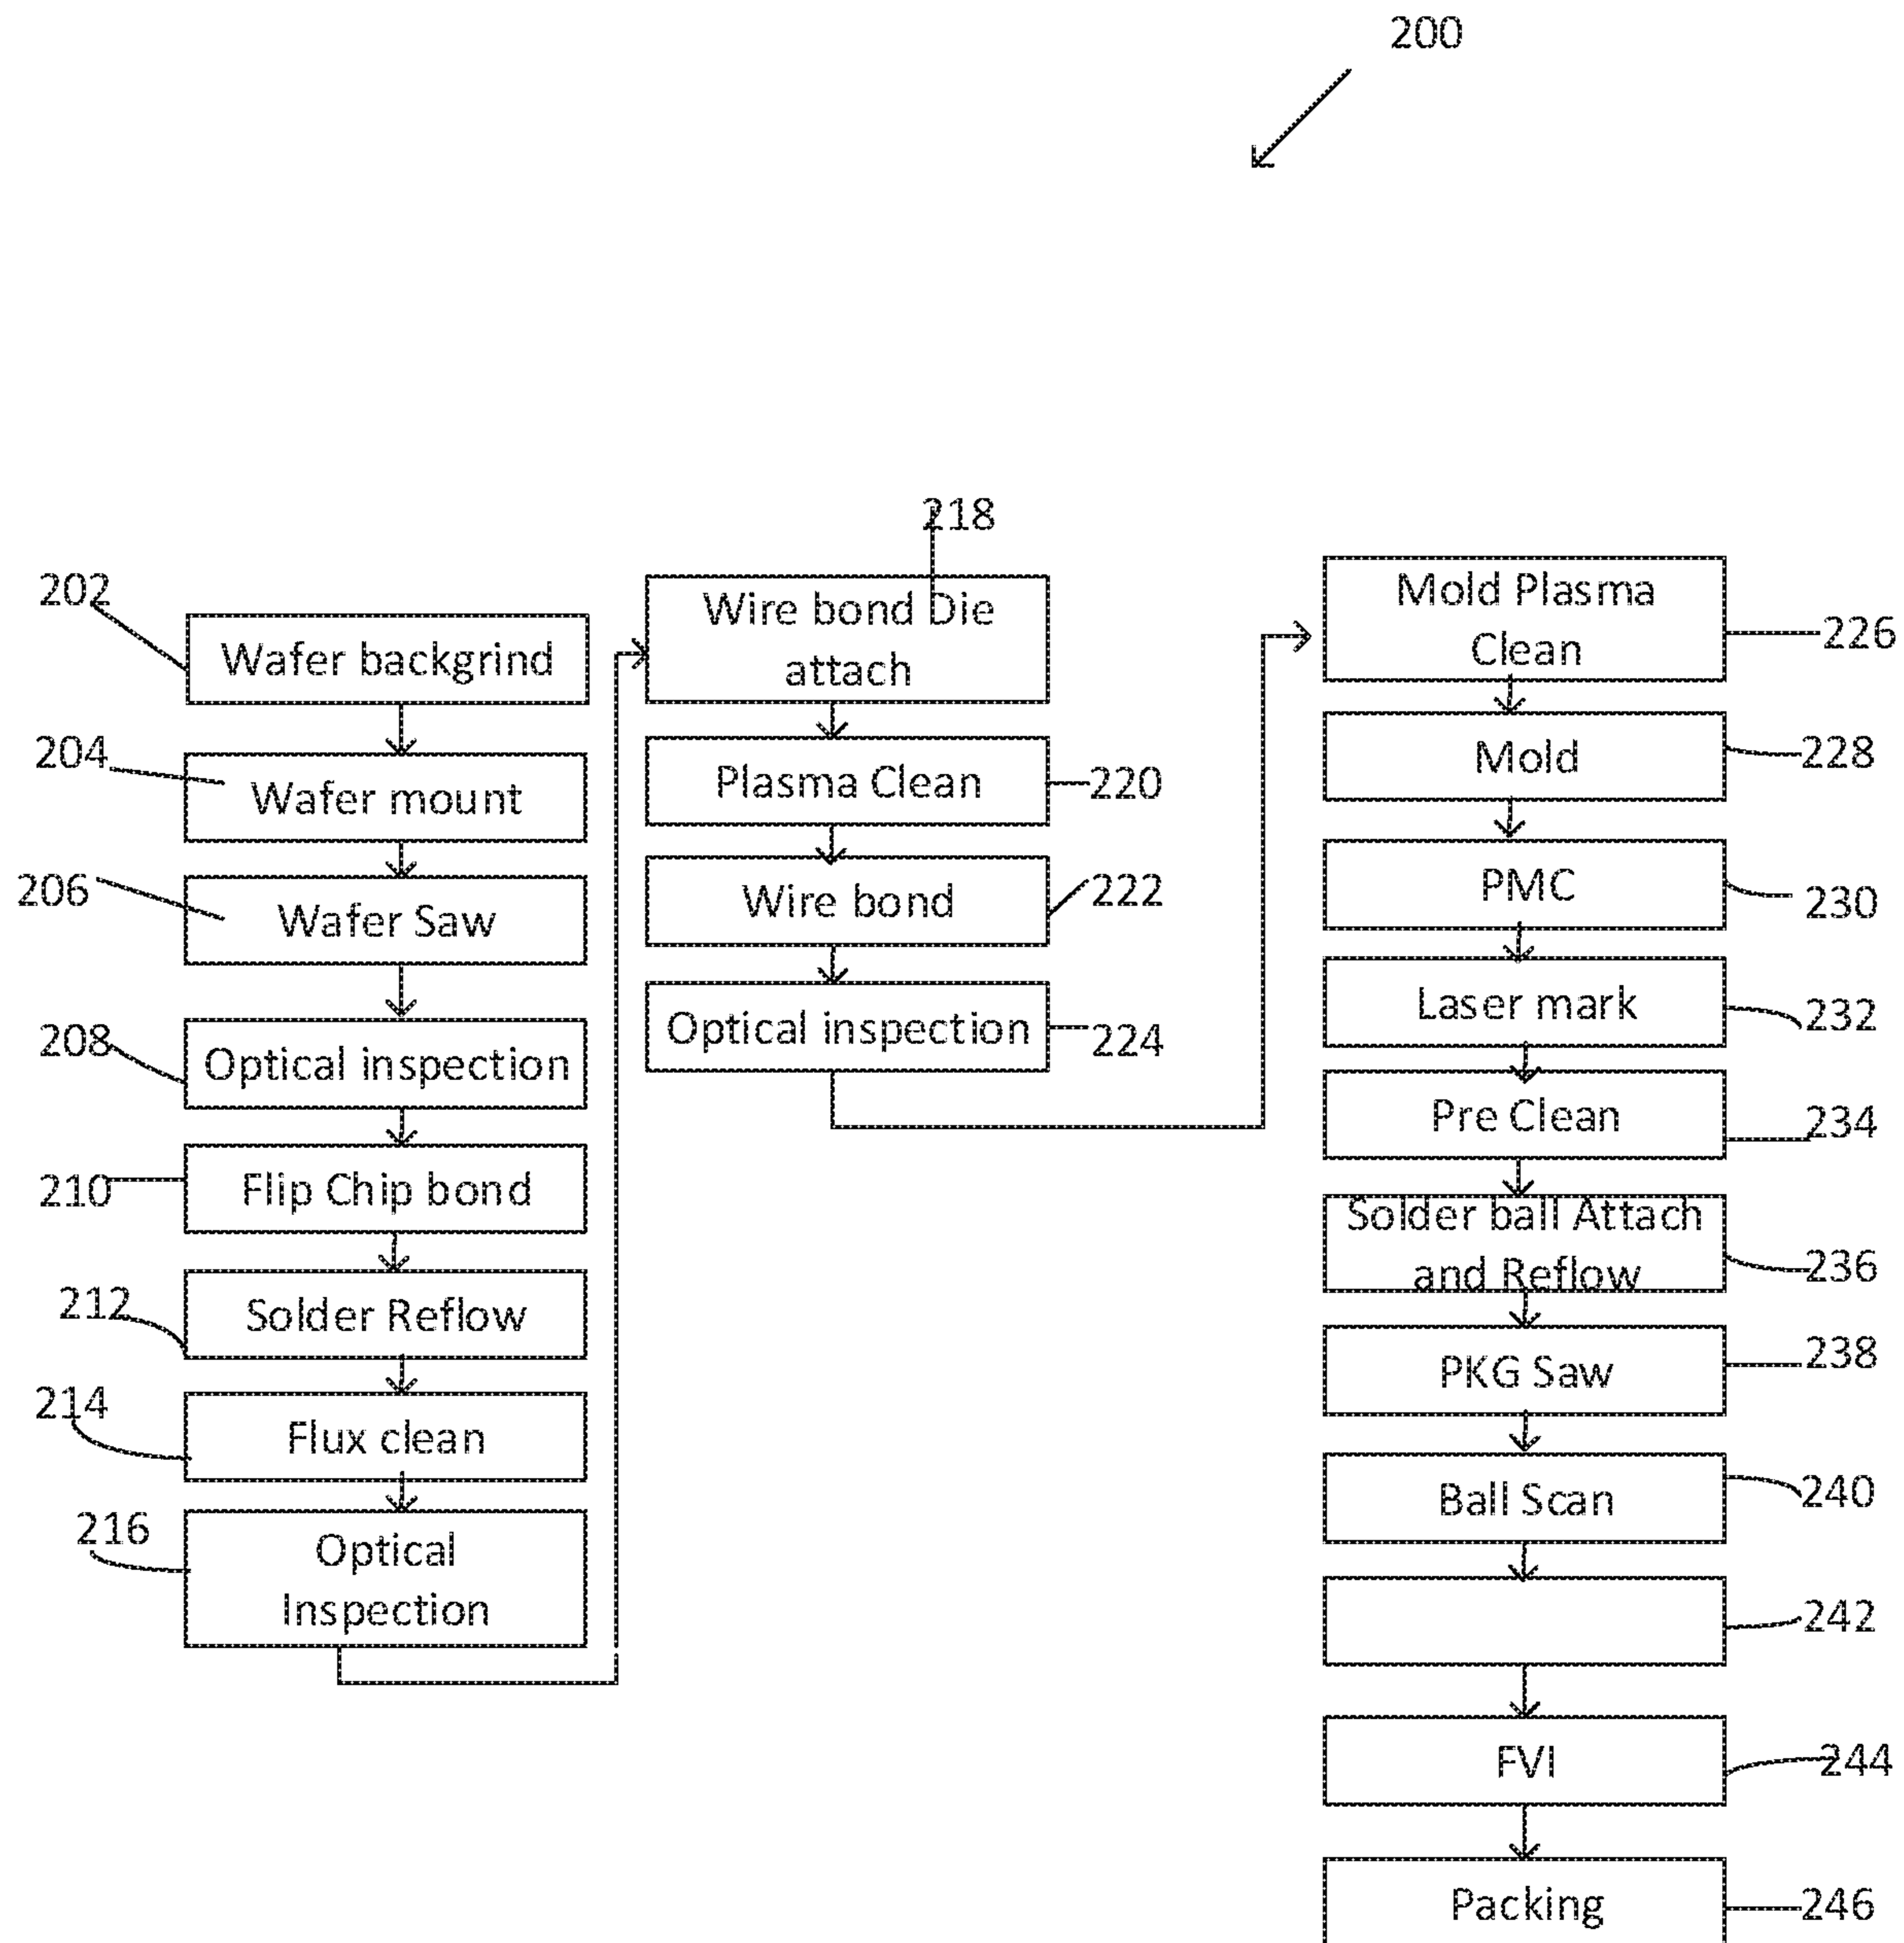 200
202
Wafer backgrind
204
Wafer mount
206
Wafer Saw
208
Optical inspection
210
Flip Chip bond
212
Solder Reflow
214
Flux clean
216
Optical
Inspection
218
Wire bond Die
attach
Plasma Clean
220
Wire bond
222
Optical inspection
224
Mold Plasma
Clean
226
Mold
228
PMC
230
Laser mark
232
Pre Clean
234
Solder ball Attach
and Reflow
236
PKG Saw
238
Ball Scan
240
242
FVI
244
Packing
246